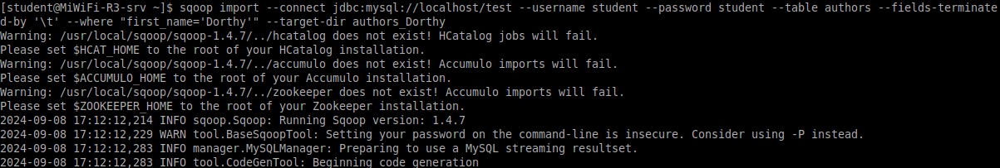 [student@MiWiFi-R3-srv ~]$ sqoop import --connect jdbc:mysql://localhost/test --username student --password student --table authors --fields-terminate
d-by '\t' --where "first_name='Dorthy'" --target-dir authors_Dorthy
Warning: /usr/local/sqoop/sqoop-1.4.7/../hcatalog does not exist! HCatalog jobs will fail.
Please set $HCAT_HOME to the root of your HCatalog installation.
Warning: /usr/local/sqoop/sqoop-1.4.7/../accumulo does not exist! Accumulo imports will fail.
Please set $ACCUMULO_HOME to the root of your Accumulo installation.
Warning: /usr/local/sqoop/sqoop-1.4.7/../zookeeper does not exist! Accumulo imports will fail.
Please set $ZOOKEEPER_HOME to the root of your Zookeeper installation.
2024-09-08 17:12:12,214 INFO sqoop.Sqoop: Running Sqoop version: 1.4.7
2024-09-08 17:12:12,229 WARN tool.BaseSqoopTool: Setting your password on the command-line is insecure. Consider using -P instead.
2024-09-08 17:12:12,283 INFO manager.MySQLManager: Preparing to use a MySQL streaming resultset.
2024-09-08 17:12:12,283 INFO tool.CodeGenTool: Beginning code generation